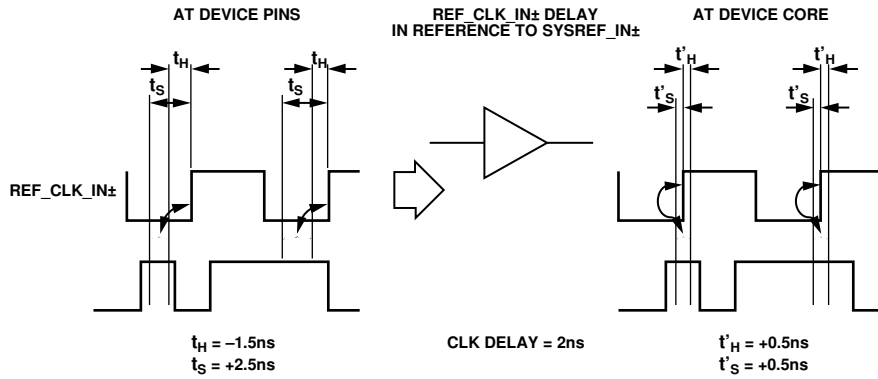 AT DEVICE PINS
REF_CLK_IN± DELAY
IN REFERENCE TO SYSREF_IN±
AT DEVICE CORE
tH
tH
tS
tS
t'H
t'H
t'S
t'S
REF_CLK_IN±
tH = –1.5ns
tS = +2.5ns
CLK DELAY = 2ns
t'H = +0.5ns
t'S = +0.5ns